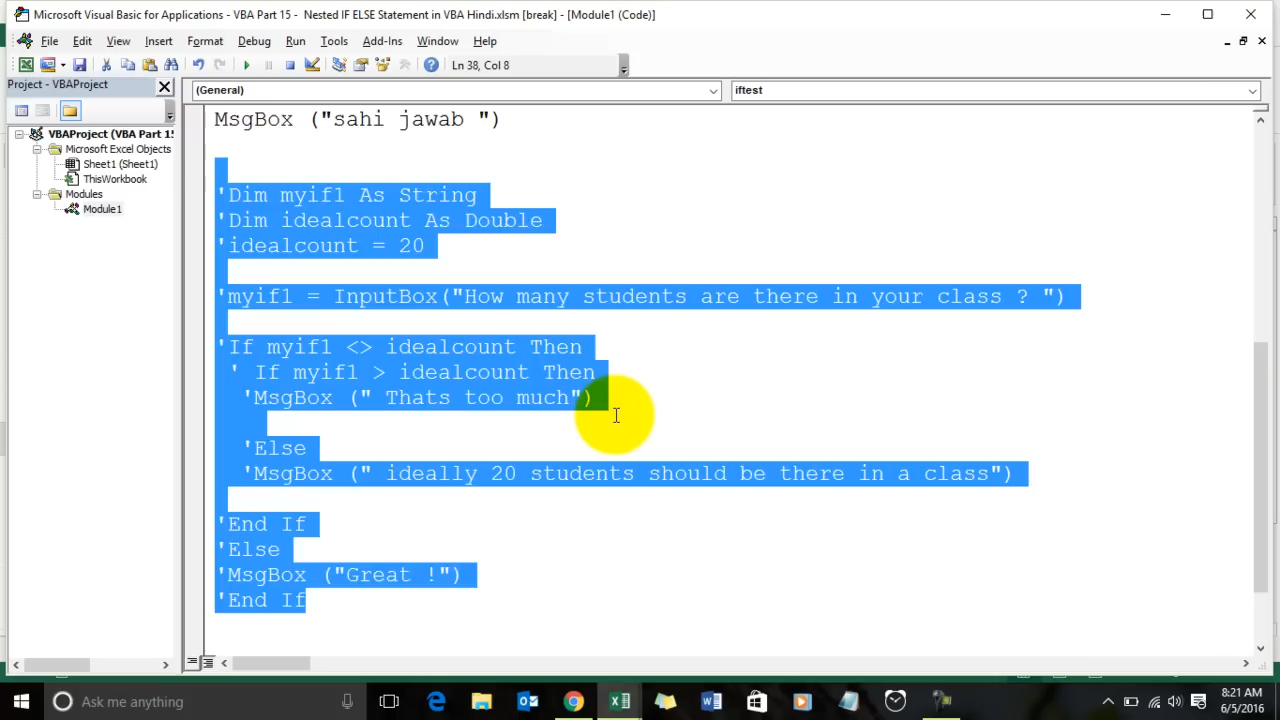 Microsoft Visual Basic for Applications - VBA Part 15 - Nested IF ELSE Statement in VBA Hindi.xlsm [break] - [Module1 (Code)]
File Edit View Insert Format Debug Run Tools Add-Ins Window Help
Ln 38, Col 8
Project - VBAProject
(General)
iftest
VBAProject (VBA Part 15
Microsoft Excel Objects
Sheet1 (Sheet1)
ThisWorkbook
Modules
Module1
MsgBox ("sahi jawab ")
'Dim myif1 As String
'Dim idealcount As Double
'idealcount = 20
'myif1 = InputBox("How many students are there in your class ? ")
'If myif1 <> idealcount Then
' If myif1 > idealcount Then
'MsgBox (" Thats too much")
'Else
'MsgBox (" ideally 20 students should be there in a class")
'End If
'Else
'MsgBox ("Great !")
'End If
Ask me anything
8:21 AM
6/5/2016